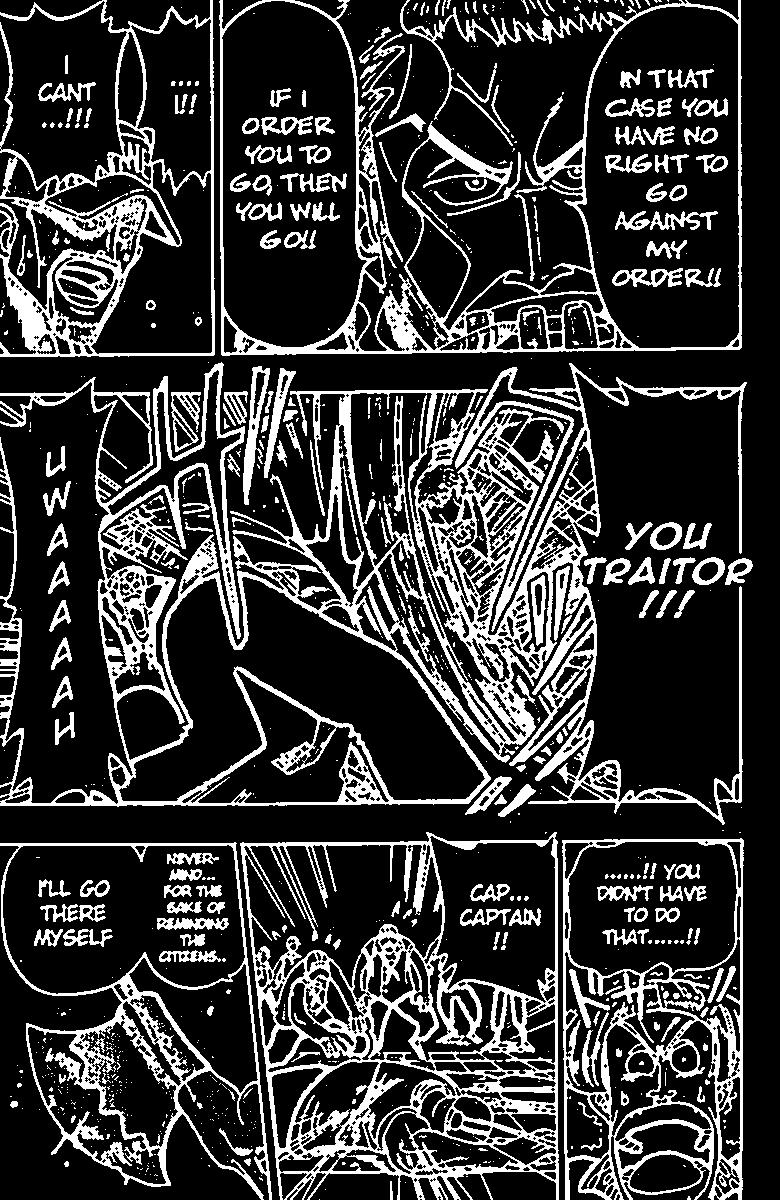 IN THAT
CASE YOU
HAVE NO
RIGHT TO
GO
AGAINST
MY
ORDER!!
IF I
ORDER
YOU TO
GO, THEN
YOU WILL
GO!!
....
I!!
I
CANT
...!!!
YOU
TRAITOR
!!!
UWAAAAAAH
......!! YOU
DIDN'T HAVE
TO DO
THAT......!!
CAP...
CAPTAIN
!!
NEVER-
MIND...
FOR THE
SAKE OF
REMINDING
THE
CITIZENS..
I'LL GO
THERE
MYSELF